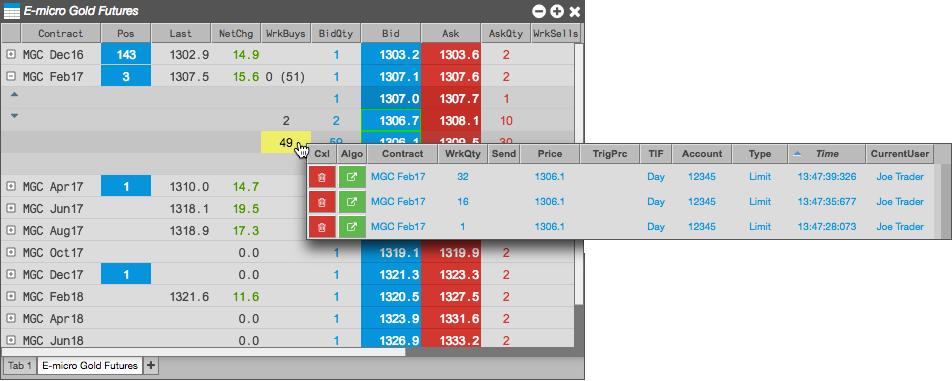 E-micro Gold Futures
Contract Pos Last NetChg WrkBuys BidQty Bid Ask AskQty WrkSells
MGC Dec16 143 1302.9 14.9 1 1303.2 1303.6 2
MGC Feb17 3 1307.5 15.6 0 (51) 1 1307.1 1307.6 2
1 1307.0 1307.7 1
2 2 1306.7 1308.1 10
49 59 1306.1 1309.5 30
Cxl Algo Contract WrkQty Send Price TrigPrc TIF Account Type Time CurrentUser
MGC Feb17 32 1306.1 Day 12345 Limit 13:47:39:326 Joe Trader
MGC Apr17 1 1310.0 14.7
MGC Feb17 16 1306.1 Day 12345 Limit 13:47:35:677 Joe Trader
MGC Jun17 1318.1 19.5
MGC Feb17 1 1306.1 Day 12345 Limit 13:47:28:073 Joe Trader
MGC Aug17 1318.9 17.3
MGC Oct17 0.0 1 1319.1 1319.9 2
MGC Dec17 1 0.0 1 1321.3 1323.3 2
MGC Feb18 1321.6 11.6 1 1320.5 1327.5 2
MGC Apr18 0.0 1 1323.9 1331.6 2
MGC Jun18 0.0 1 1326.9 1333.2 2
Tab 1 E-micro Gold Futures